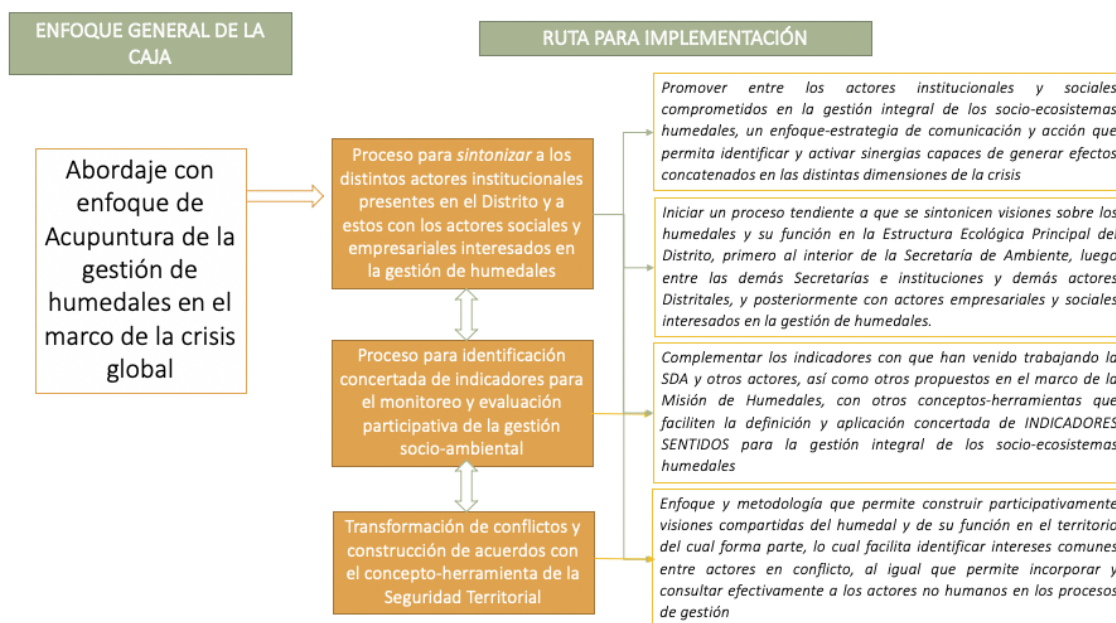 ENFOQUE GENERAL DE LA
CAJA
RUTA PARA IMPLEMENTACIÓN
Abordaje con
enfoque de
Acupuntura de la
gestión de
humedales en el
marco de la crisis
global
Proceso para sintonizar a los
distintos actores institucionales
presentes en el Distrito y a
estos con los actores sociales y
empresariales interesados en
la gestión de humedales
Proceso para identificación
concertada de indicadores para
el monitoreo y evaluación
participativa de la gestión
socio-ambiental
Transformación de conflictos y
construcción de acuerdos con
el concepto-herramienta de la
Seguridad Territorial
Promover entre los actores institucionales y sociales
comprometidos en la gestión integral de los socio-ecosistemas
humedales, un enfoque-estrategia de comunicación y acción que
permita identificar y activar sinergias capaces de generar efectos
concatenados en las distintas dimensiones de la crisis
Iniciar un proceso tendiente a que se sintonicen visiones sobre los
humedales y su función en la Estructura Ecológica Principal del
Distrito, primero al interior de la Secretaría de Ambiente, luego
entre las demás Secretarías e instituciones y demás actores
Distritales, y posteriormente con actores empresariales y sociales
interesados en la gestión de humedales.
Complementar los indicadores con que han venido trabajando la
SDA y otros actores, así como otros propuestos en el marco de la
Misión de Humedales, con otros conceptos-herramientas que
faciliten la definición y aplicación concertada de INDICADORES
SENTIDOS para la gestión integral de los socio-ecosistemas
humedales
Enfoque y metodología que permite construir participativamente
visiones compartidas del humedal y de su función en el territorio
del cual forma parte, lo cual facilita identificar intereses comunes
entre actores en conflicto, al igual que permite incorporar y
consultar efectivamente a los actores no humanos en los procesos
de gestión